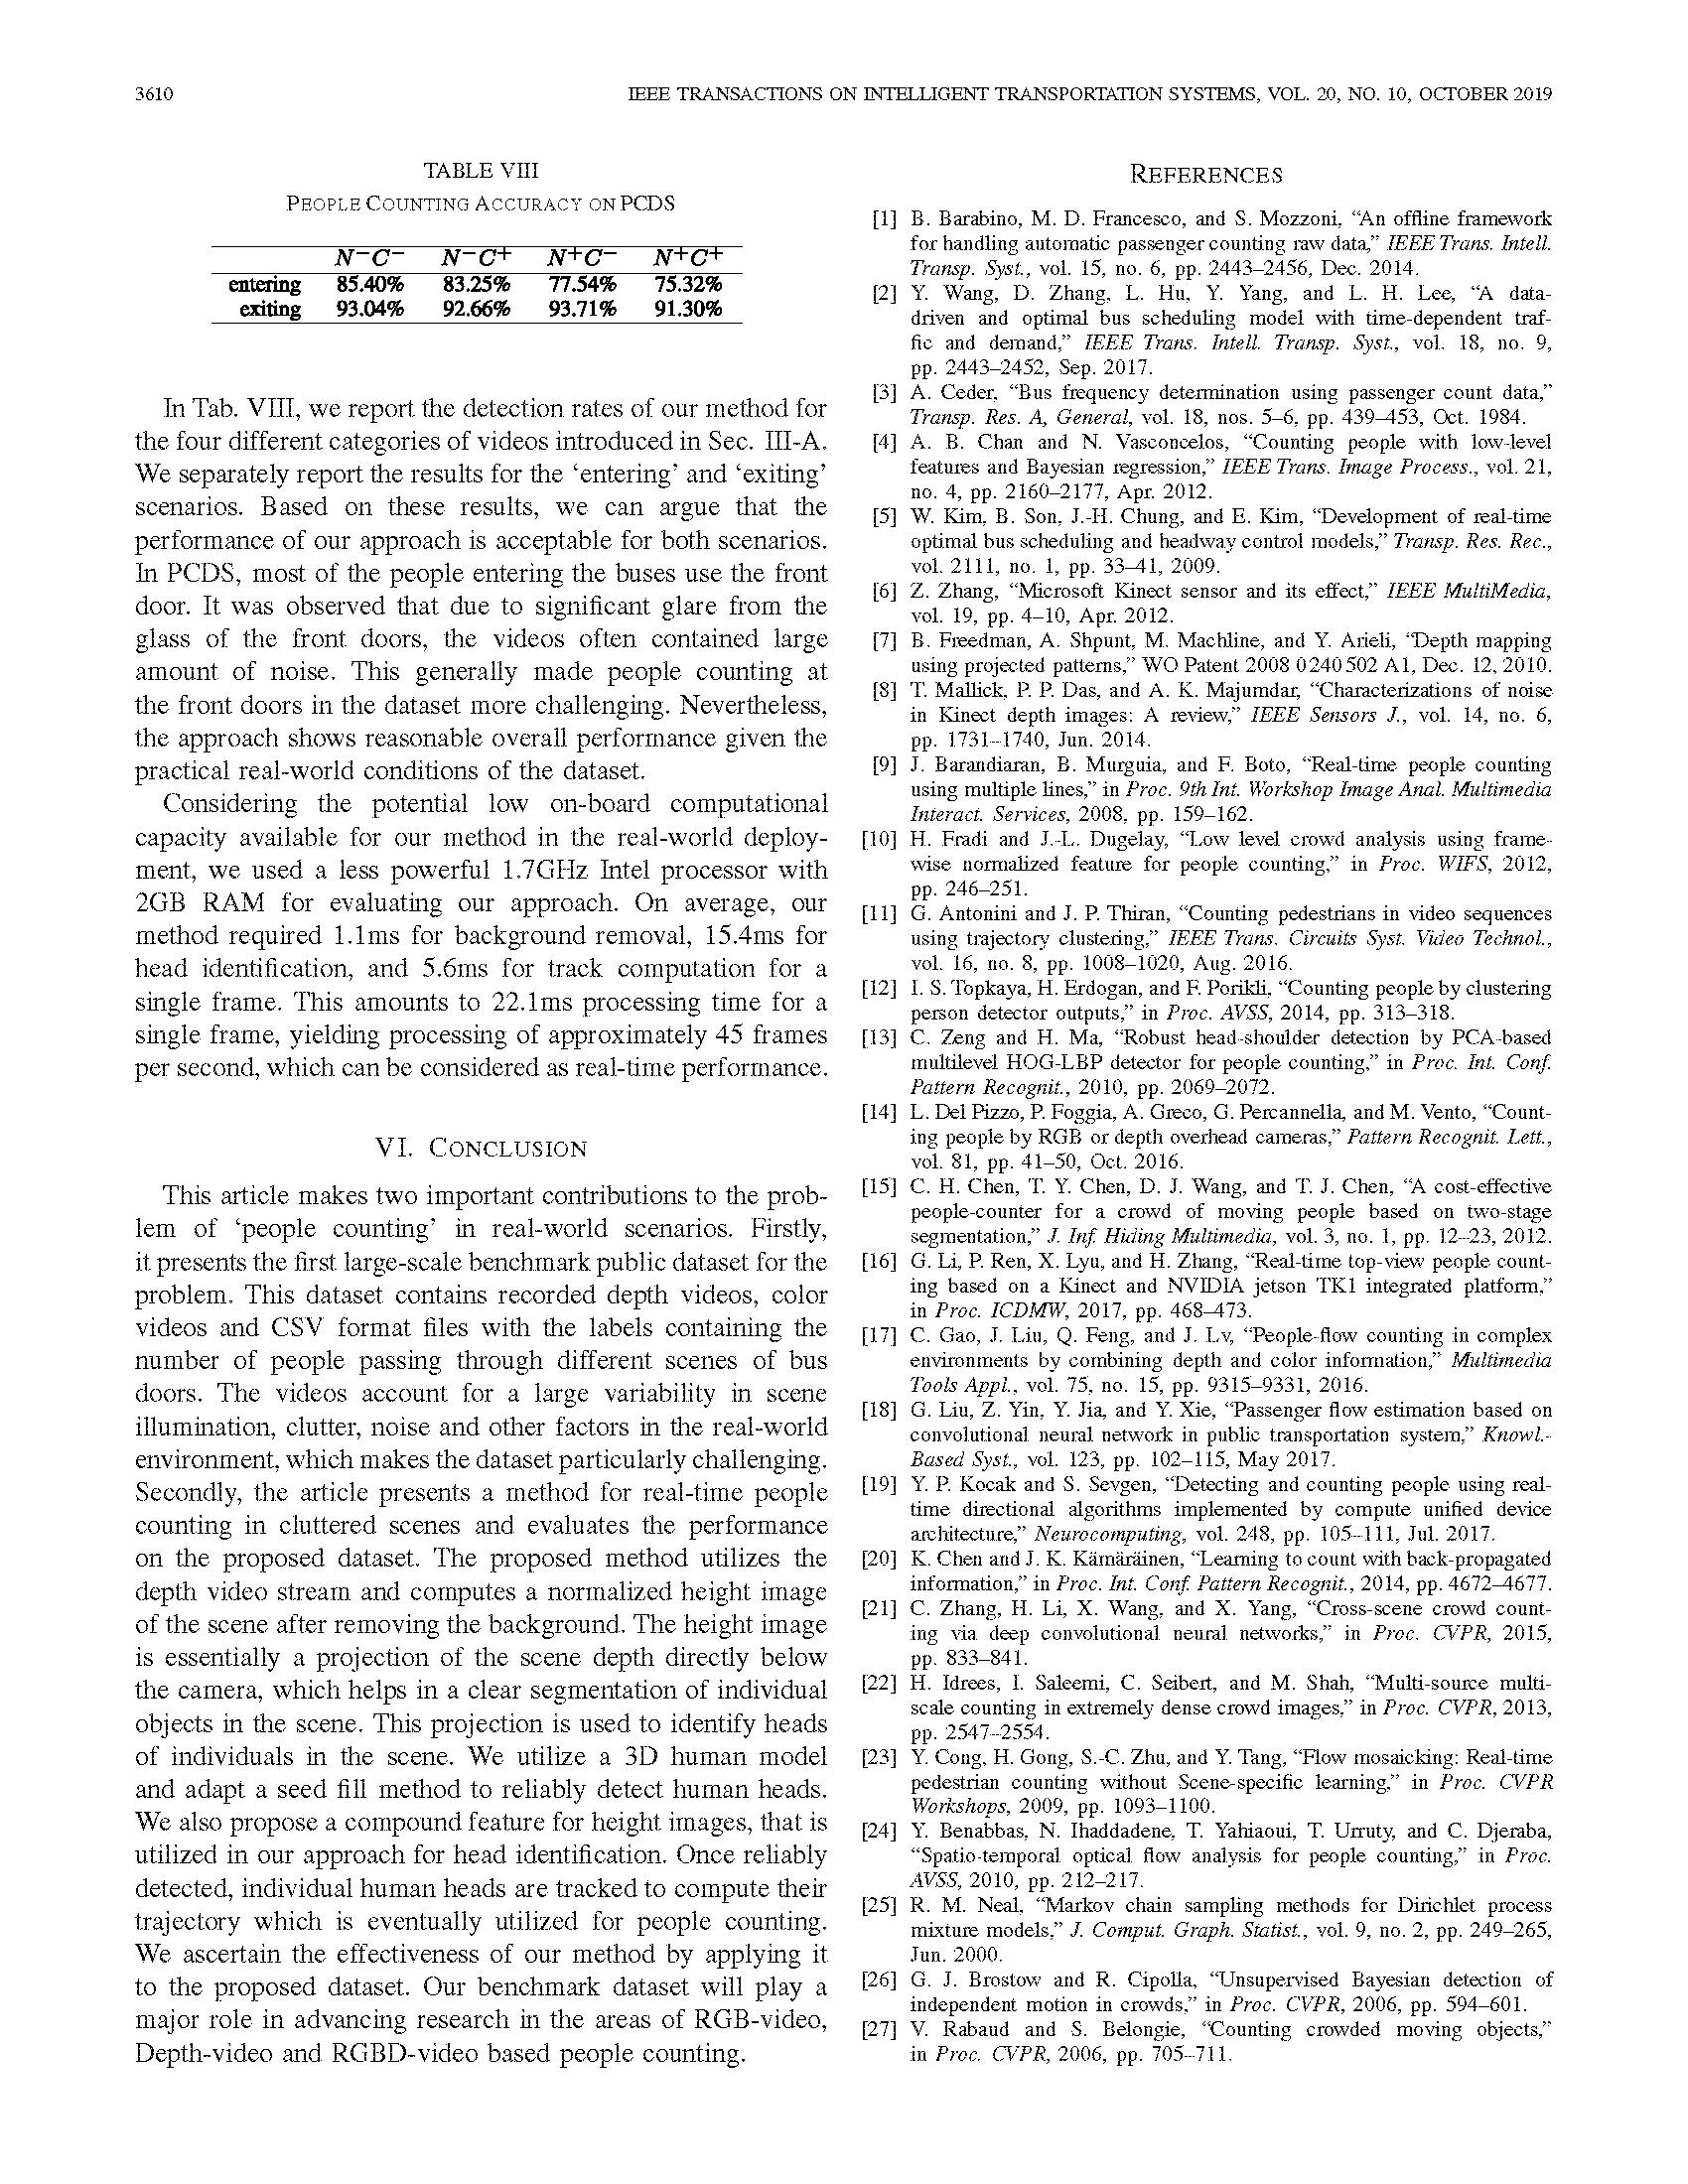 3610
IEEE TRANSACTIONS ON INTELLIGENT TRANSPORTATION SYSTEMS, VOL. 20, NO. 10, OCTOBER 2019
TABLE VIII
PEOPLE COUNTING ACCURACY ON PCDS
N−C− N−C+ N+C− N+C+
entering 85.40% 83.25% 77.54% 75.32%
exiting 93.04% 92.66% 93.71% 91.30%
In Tab. VIII, we report the detection rates of our method for
the four different categories of videos introduced in Sec. III-A.
We separately report the results for the ‘entering’ and ‘exiting’
scenarios. Based on these results, we can argue that the
performance of our approach is acceptable for both scenarios.
In PCDS, most of the people entering the buses use the front
door. It was observed that due to significant glare from the
glass of the front doors, the videos often contained large
amount of noise. This generally made people counting at
the front doors in the dataset more challenging. Nevertheless,
the approach shows reasonable overall performance given the
practical real-world conditions of the dataset.
Considering the potential low on-board computational
capacity available for our method in the real-world deploy-
ment, we used a less powerful 1.7GHz Intel processor with
2GB RAM for evaluating our approach. On average, our
method required 1.1ms for background removal, 15.4ms for
head identification, and 5.6ms for track computation for a
single frame. This amounts to 22.1ms processing time for a
single frame, yielding processing of approximately 45 frames
per second, which can be considered as real-time performance.
VI. CONCLUSION
This article makes two important contributions to the prob-
lem of ‘people counting’ in real-world scenarios. Firstly,
it presents the first large-scale benchmark public dataset for the
problem. This dataset contains recorded depth videos, color
videos and CSV format files with the labels containing the
number of people passing through different scenes of bus
doors. The videos account for a large variability in scene
illumination, clutter, noise and other factors in the real-world
environment, which makes the dataset particularly challenging.
Secondly, the article presents a method for real-time people
counting in cluttered scenes and evaluates the performance
on the proposed dataset. The proposed method utilizes the
depth video stream and computes a normalized height image
of the scene after removing the background. The height image
is essentially a projection of the scene depth directly below
the camera, which helps in a clear segmentation of individual
objects in the scene. This projection is used to identify heads
of individuals in the scene. We utilize a 3D human model
and adapt a seed fill method to reliably detect human heads.
We also propose a compound feature for height images, that is
utilized in our approach for head identification. Once reliably
detected, individual human heads are tracked to compute their
trajectory which is eventually utilized for people counting.
We ascertain the effectiveness of our method by applying it
to the proposed dataset. Our benchmark dataset will play a
major role in advancing research in the areas of RGB-video,
Depth-video and RGBD-video based people counting.
REFERENCES
[1] B. Barabino, M. D. Francesco, and S. Mozzoni, “An offline framework
for handling automatic passenger counting raw data,” IEEE Trans. Intell.
Transp. Syst., vol. 15, no. 6, pp. 2443–2456, Dec. 2014.
[2] Y. Wang, D. Zhang, L. Hu, Y. Yang, and L. H. Lee, “A data-
driven and optimal bus scheduling model with time-dependent traf-
fic and demand,” IEEE Trans. Intell. Transp. Syst., vol. 18, no. 9,
pp. 2443–2452, Sep. 2017.
[3] A. Ceder, “Bus frequency determination using passenger count data,”
Transp. Res. A, General, vol. 18, nos. 5–6, pp. 439–453, Oct. 1984.
[4] A. B. Chan and N. Vasconcelos, “Counting people with low-level
features and Bayesian regression,” IEEE Trans. Image Process., vol. 21,
no. 4, pp. 2160–2177, Apr. 2012.
[5] W. Kim, B. Son, J.-H. Chung, and E. Kim, “Development of real-time
optimal bus scheduling and headway control models,” Transp. Res. Rec.,
vol. 2111, no. 1, pp. 33–41, 2009.
[6] Z. Zhang, “Microsoft Kinect sensor and its effect,” IEEE MultiMedia,
vol. 19, pp. 4–10, Apr. 2012.
[7] B. Freedman, A. Shpunt, M. Machline, and Y. Arieli, “Depth mapping
using projected patterns,” WO Patent 2008 0 240 502 A1, Dec. 12, 2010.
[8] T. Mallick, P. P. Das, and A. K. Majumdar, “Characterizations of noise
in Kinect depth images: A review,” IEEE Sensors J., vol. 14, no. 6,
pp. 1731–1740, Jun. 2014.
[9] J. Barandiaran, B. Murguia, and F. Boto, “Real-time people counting
using multiple lines,” in Proc. 9th Int. Workshop Image Anal. Multimedia
Interact. Services, 2008, pp. 159–162.
[10] H. Fradi and J.-L. Dugelay, “Low level crowd analysis using frame-
wise normalized feature for people counting,” in Proc. WIFS, 2012,
pp. 246–251.
[11] G. Antonini and J. P. Thiran, “Counting pedestrians in video sequences
using trajectory clustering,” IEEE Trans. Circuits Syst. Video Technol.,
vol. 16, no. 8, pp. 1008–1020, Aug. 2016.
[12] I. S. Topkaya, H. Erdogan, and F. Porikli, “Counting people by clustering
person detector outputs,” in Proc. AVSS, 2014, pp. 313–318.
[13] C. Zeng and H. Ma, “Robust head-shoulder detection by PCA-based
multilevel HOG-LBP detector for people counting,” in Proc. Int. Conf.
Pattern Recognit., 2010, pp. 2069–2072.
[14] L. Del Pizzo, P. Foggia, A. Greco, G. Percannella, and M. Vento, “Count-
ing people by RGB or depth overhead cameras,” Pattern Recognit. Lett.,
vol. 81, pp. 41–50, Oct. 2016.
[15] C. H. Chen, T. Y. Chen, D. J. Wang, and T. J. Chen, “A cost-effective
people-counter for a crowd of moving people based on two-stage
segmentation,” J. Inf. Hiding Multimedia, vol. 3, no. 1, pp. 12–23, 2012.
[16] G. Li, P. Ren, X. Lyu, and H. Zhang, “Real-time top-view people count-
ing based on a Kinect and NVIDIA jetson TK1 integrated platform,”
in Proc. ICDMW, 2017, pp. 468–473.
[17] C. Gao, J. Liu, Q. Feng, and J. Lv, “People-flow counting in complex
environments by combining depth and color information,” Multimedia
Tools Appl., vol. 75, no. 15, pp. 9315–9331, 2016.
[18] G. Liu, Z. Yin, Y. Jia, and Y. Xie, “Passenger flow estimation based on
convolutional neural network in public transportation system,” Knowl.-
Based Syst., vol. 123, pp. 102–115, May 2017.
[19] Y. P. Kocak and S. Sevgen, “Detecting and counting people using real-
time directional algorithms implemented by compute unified device
architecture,” Neurocomputing, vol. 248, pp. 105–111, Jul. 2017.
[20] K. Chen and J. K. Kämäräinen, “Learning to count with back-propagated
information,” in Proc. Int. Conf. Pattern Recognit., 2014, pp. 4672–4677.
[21] C. Zhang, H. Li, X. Wang, and X. Yang, “Cross-scene crowd count-
ing via deep convolutional neural networks,” in Proc. CVPR, 2015,
pp. 833–841.
[22] H. Idrees, I. Saleemi, C. Seibert, and M. Shah, “Multi-source multi-
scale counting in extremely dense crowd images,” in Proc. CVPR, 2013,
pp. 2547–2554.
[23] Y. Cong, H. Gong, S.-C. Zhu, and Y. Tang, “Flow mosaicking: Real-time
pedestrian counting without Scene-specific learning,” in Proc. CVPR
Workshops, 2009, pp. 1093–1100.
[24] Y. Benabbas, N. Ihaddadene, T. Yahiaoui, T. Urruty, and C. Djeraba,
“Spatio-temporal optical flow analysis for people counting,” in Proc.
AVSS, 2010, pp. 212–217.
[25] R. M. Neal, “Markov chain sampling methods for Dirichlet process
mixture models,” J. Comput. Graph. Statist., vol. 9, no. 2, pp. 249–265,
Jun. 2000.
[26] G. J. Brostow and R. Cipolla, “Unsupervised Bayesian detection of
independent motion in crowds,” in Proc. CVPR, 2006, pp. 594–601.
[27] V. Rabaud and S. Belongie, “Counting crowded moving objects,”
in Proc. CVPR, 2006, pp. 705–711.